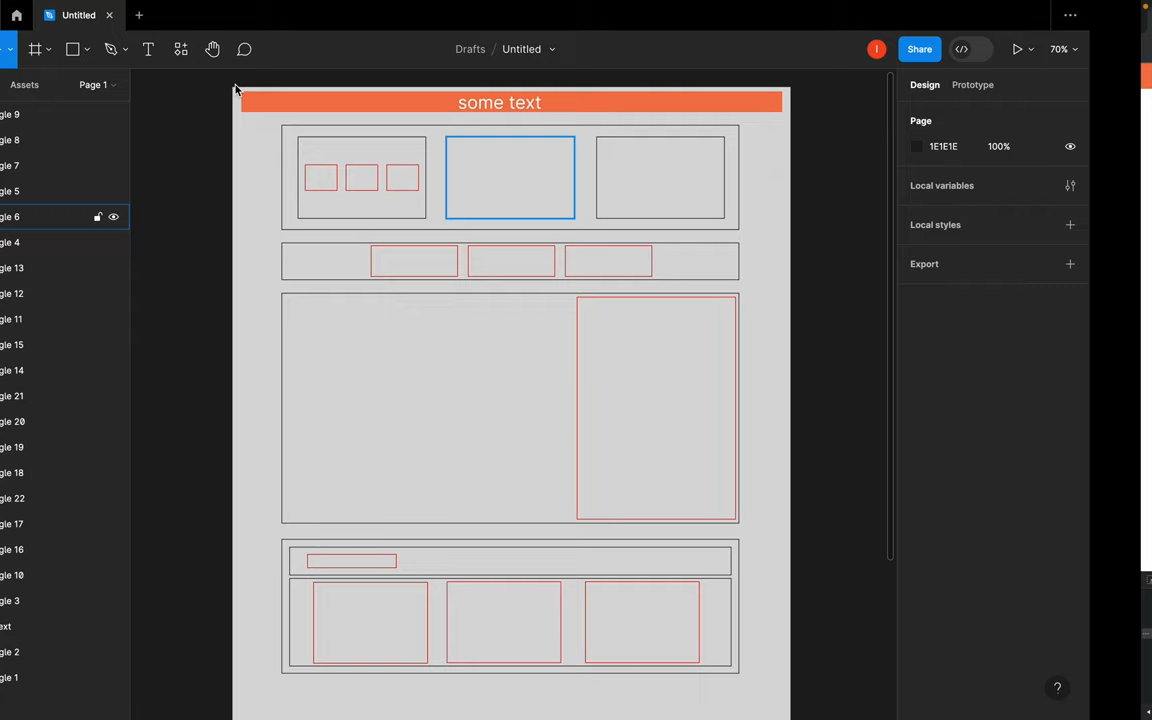 Untitled
Drafts / Untitled
Share
70%
Assets
Page 1
Design
Prototype
gle 9
gle 8
gle 7
gle 5
gle 6
gle 4
gle 13
gle 12
gle 11
gle 15
gle 14
gle 21
gle 20
gle 19
gle 18
gle 22
gle 17
gle 16
gle 10
gle 3
ext
gle 2
gle 1
some text
Page
1E1E1E 100%
Local variables
Local styles
Export
?